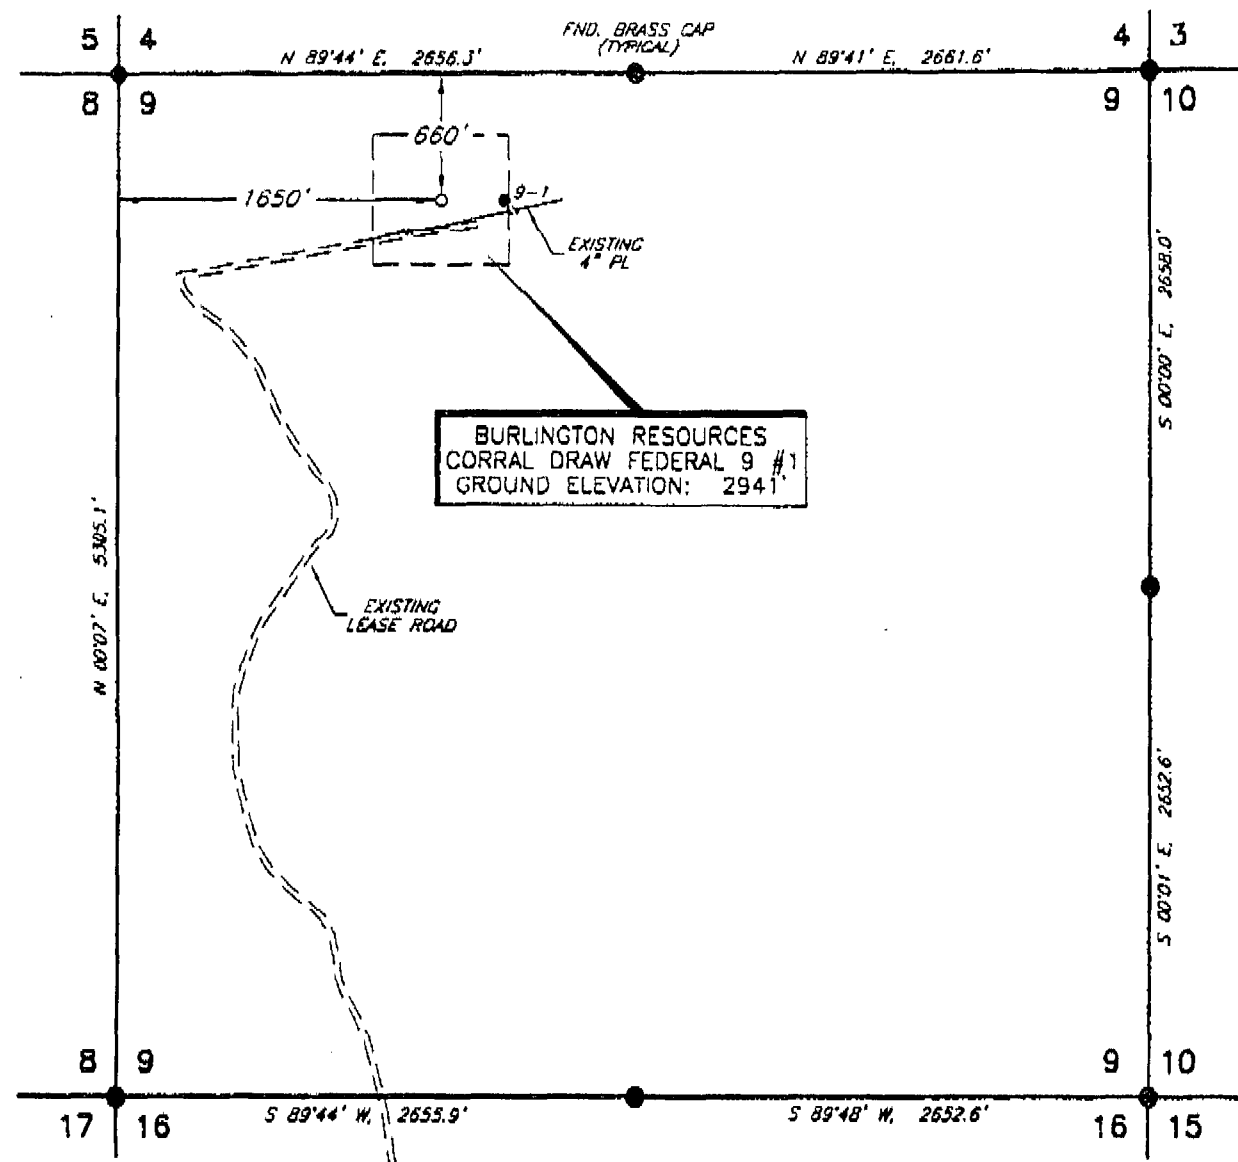 5 4
FND. BRASS CAP
(TYPICAL)
4 3
N 89°44' E, 2656.3'
N 89°41' E, 2661.6'
8 9
9 10
660'
1650'
9-1
EXISTING
4" PL
S 00°00' E, 2658.0'
BURLINGTON RESOURCES
CORRAL DRAW FEDERAL 9 #1
GROUND ELEVATION: 2941'
N 00°07' E, 5305.1'
EXISTING
LEASE ROAD
S 00°01' E, 2652.6'
8 9
9 10
S 89°44' W, 2655.9'
S 89°48' W, 2652.6'
17 16
16 15